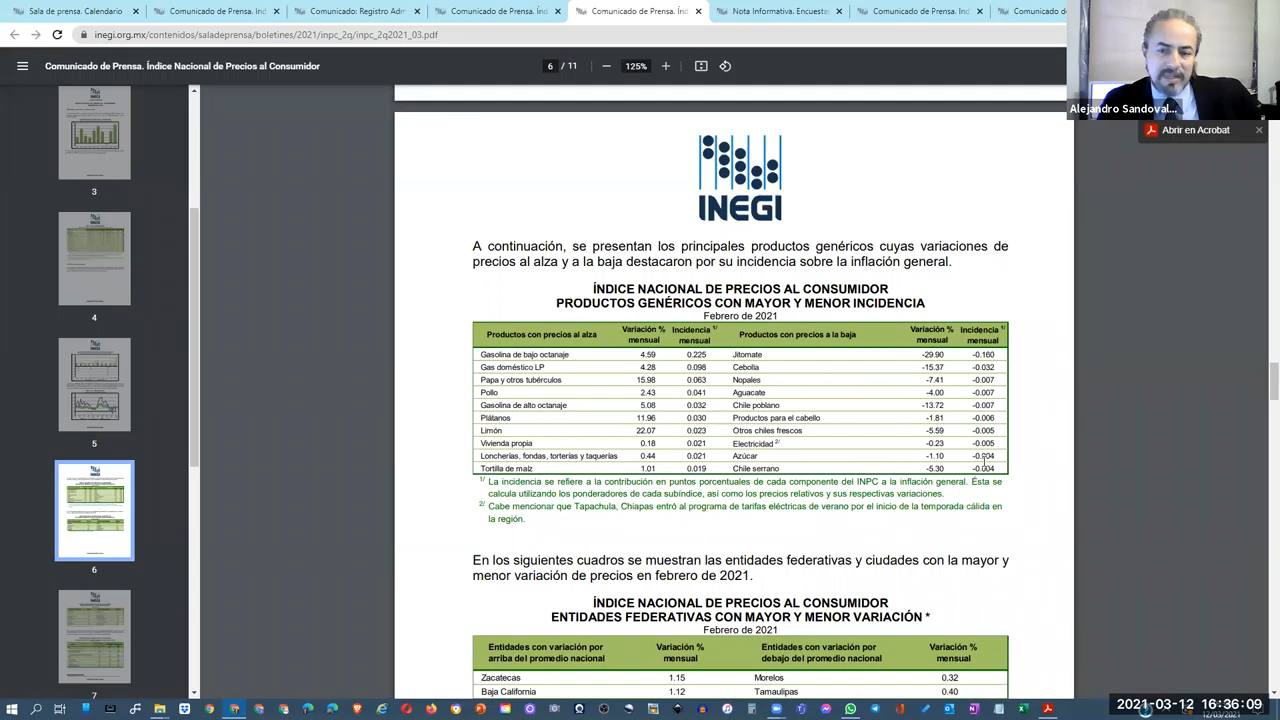 Sala de prensa
Comunicado de Prensa. Índ
Comunicado: Registro Adm
Comunicado de Prensa. Índ
Comunicado de Prensa. Índ
Nota Informativa. Encuest
Comunicado de Prensa. Ind
Comunicado de
inegi.org.mx/contenidos/saladeprensa/boletines/2021/inpc_2q/inpc_2q2021_03.pdf
Comunicado de Prensa. Índice Nacional de Precios al Consumidor
6 / 11
125%
Alejandro Sandoval...
Abrir en Acrobat
3
4
5
6
7
INEGI
A continuación, se presentan los principales productos genéricos cuyas variaciones de
precios al alza y a la baja destacaron por su incidencia sobre la inflación general.
ÍNDICE NACIONAL DE PRECIOS AL CONSUMIDOR
PRODUCTOS GENÉRICOS CON MAYOR Y MENOR INCIDENCIA
Febrero de 2021
Productos con precios al alza Variación % mensual Incidencia 1/ mensual Productos con precios a la baja Variación % mensual Incidencia 1/ mensual
Gasolina de bajo octanaje 4.59 0.225 Jitomate -29.90 -0.160
Gas doméstico LP 4.28 0.098 Cebolla -15.37 -0.032
Papa y otros tubérculos 15.98 0.063 Nopales -7.41 -0.007
Pollo 2.43 0.041 Aguacate -4.00 -0.007
Gasolina de alto octanaje 5.08 0.032 Chile poblano -13.72 -0.007
Plátanos 11.96 0.030 Productos para el cabello -1.81 -0.006
Limón 22.07 0.023 Otros chiles frescos -5.59 -0.005
Vivienda propia 0.18 0.021 Electricidad 2/ -0.23 -0.005
Loncherías, fondas, torterías y taquerías 0.44 0.021 Azúcar -1.10 -0.004
Tortilla de maíz 1.01 0.019 Chile serrano -5.30 -0.004
1/ La incidencia se refiere a la contribución en puntos porcentuales de cada componente del INPC a la inflación general. Ésta se
calcula utilizando los ponderadores de cada subíndice, así como los precios relativos y sus respectivas variaciones.
2/ Cabe mencionar que Tapachula, Chiapas entró al programa de tarifas eléctricas de verano por el inicio de la temporada cálida en
la región.
En los siguientes cuadros se muestran las entidades federativas y ciudades con la mayor y
menor variación de precios en febrero de 2021.
ÍNDICE NACIONAL DE PRECIOS AL CONSUMIDOR
ENTIDADES FEDERATIVAS CON MAYOR Y MENOR VARIACIÓN *
Febrero de 2021
Entidades con variación por arriba del promedio nacional Variación % mensual Entidades con variación por debajo del promedio nacional Variación % mensual
Zacatecas 1.15 Morelos 0.32
Baja California 1.12 Tamaulipas 0.40
2021-03-12 16:36:09
12/03/2021